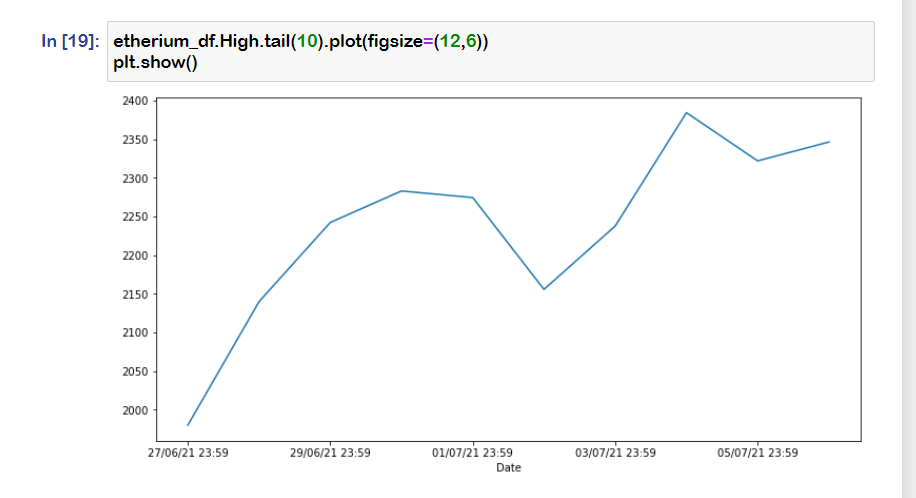 In [19]: etherium_df.High.tail(10).plot(figsize=(12,6))
plt.show()
2400
2350
2300
2250
2200
2150
2100
2050
2000
27/06/21 23:59 29/06/21 23:59 01/07/21 23:59 03/07/21 23:59 05/07/21 23:59
Date